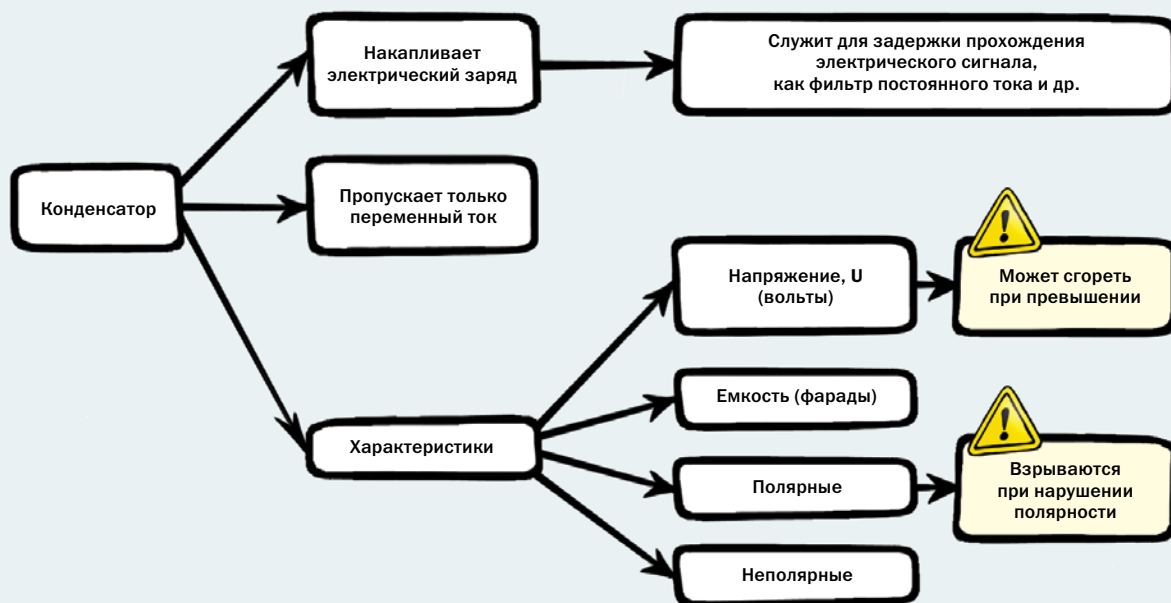 Накапливает
электрический заряд
Служит для задержки прохождения
электрического сигнала,
как фильтр постоянного тока и др.
Конденсатор
Пропускает только
переменный ток
Напряжение, U
(вольты)
Может сгореть
при превышении
Емкость (фарады)
Характеристики
Полярные
Взрываются
при нарушении
полярности
Неполярные